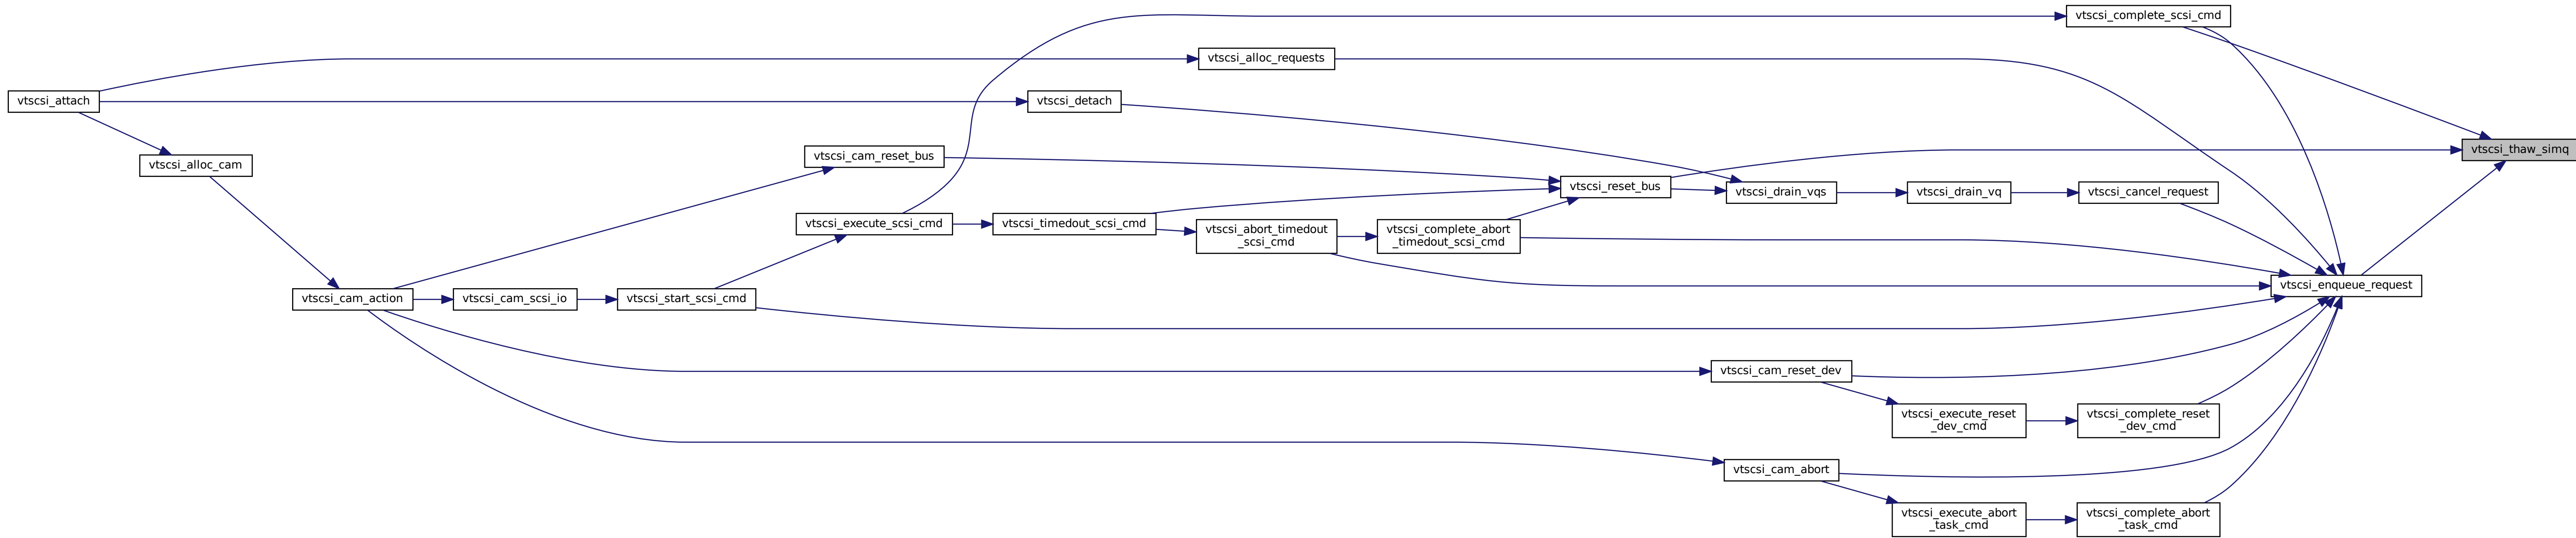 vtscsi_complete_scsi_cmd
vtscsi_alloc_requests
vtscsi_attach
vtscsi_detach
vtscsi_thaw_simq
vtscsi_cam_reset_bus
vtscsi_alloc_cam
vtscsi_reset_bus
vtscsi_drain_vqs
vtscsi_drain_vq
vtscsi_cancel_request
vtscsi_execute_scsi_cmd
vtscsi_timedout_scsi_cmd
vtscsi_abort_timedout
_scsi_cmd
vtscsi_complete_abort
_timedout_scsi_cmd
vtscsi_enqueue_request
vtscsi_cam_action
vtscsi_cam_scsi_io
vtscsi_start_scsi_cmd
vtscsi_cam_reset_dev
vtscsi_execute_reset
_dev_cmd
vtscsi_complete_reset
_dev_cmd
vtscsi_cam_abort
vtscsi_execute_abort
_task_cmd
vtscsi_complete_abort
_task_cmd